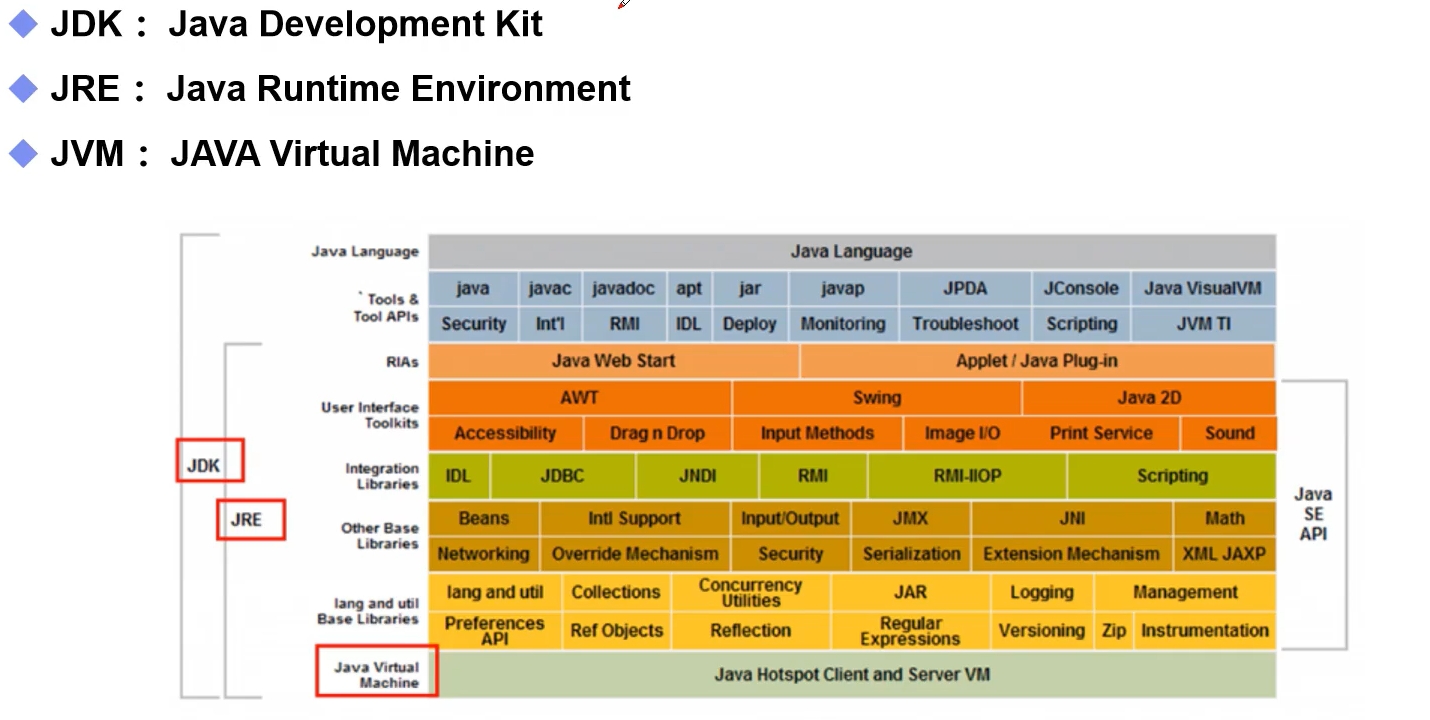 JDK： Java Development Kit
JRE： Java Runtime Environment
JVM： JAVA Virtual Machine
Java Language Java Language
Tools &
Tool APIs
java javac javadoc apt jar javap JPDA JConsole Java VisualVM
Security Int'l RMI IDL Deploy Monitoring Troubleshoot Scripting JVM TI
RIAs Java Web Start Applet / Java Plug-in
User Interface
Toolkits
AWT Swing Java 2D
Accessibility Drag n Drop Input Methods Image I/O Print Service Sound
JDK
Integration
Libraries
IDL JDBC JNDI RMI RMI-IIOP Scripting
Java
SE
API
JRE
Other Base
Libraries
Beans Intl Support Input/Output JMX JNI Math
Networking Override Mechanism Security Serialization Extension Mechanism XML JAXP
lang and util
Base Libraries
lang and util Collections Concurrency
Utilities JAR Logging Management
Preferences
API Ref Objects Reflection Regular
Expressions Versioning Zip Instrumentation
Java Virtual
Machine
Java Hotspot Client and Server VM